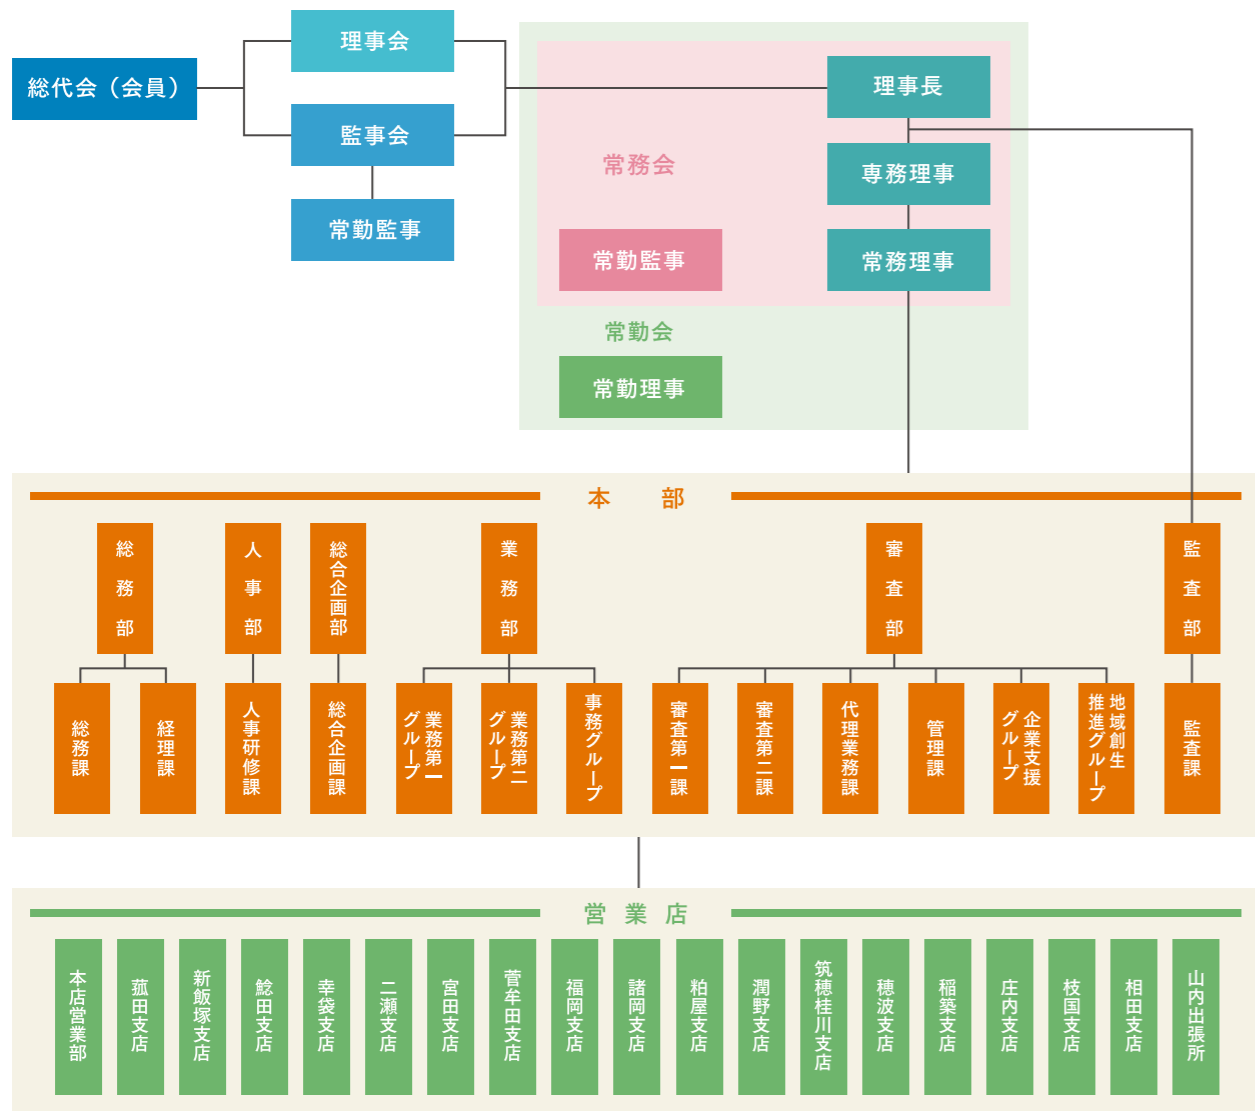 総代会（会員）
理事会
監事会
常勤監事
理事長
専務理事
常務理事
常務会
常勤監事
常勤会
常勤理事
本部
総務部
人事部
総合企画部
業務部
審査部
監査部
総務課
経理課
人事研修課
総合企画課
業務第一
グループ
業務第二
グループ
事務グループ
審査第一課
審査第二課
代理業務課
管理課
企業支援
グループ
地域創生
推進グループ
監査課
営業店
本店営業部
菰田支店
新飯塚支店
鯰田支店
幸袋支店
二瀬支店
宮田支店
菅牟田支店
福岡支店
諸岡支店
粕屋支店
潤野支店
筑穂桂川支店
穂波支店
稲築支店
庄内支店
枝国支店
相田支店
山内出張所